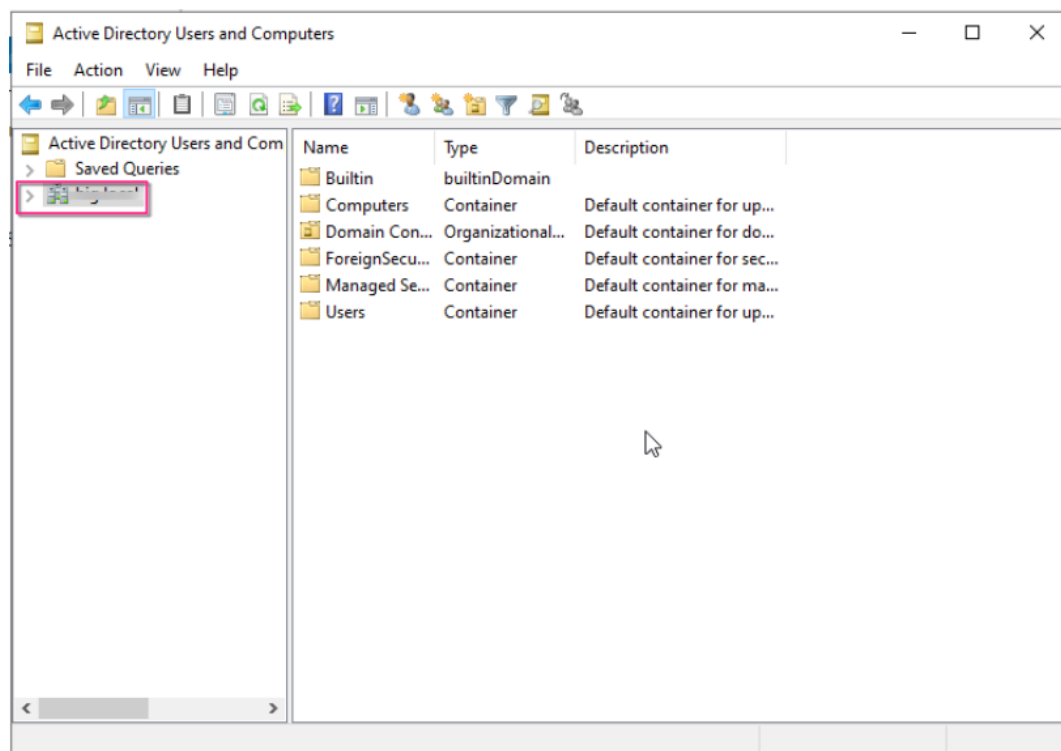 Active Directory Users and Computers
File Action View Help
Active Directory Users and Com
Saved Queries
Name Type Description
Builtin builtinDomain
Computers Container Default container for up...
Domain Con... Organizational... Default container for do...
ForeignSecu... Container Default container for sec...
Managed Se... Container Default container for ma...
Users Container Default container for up...